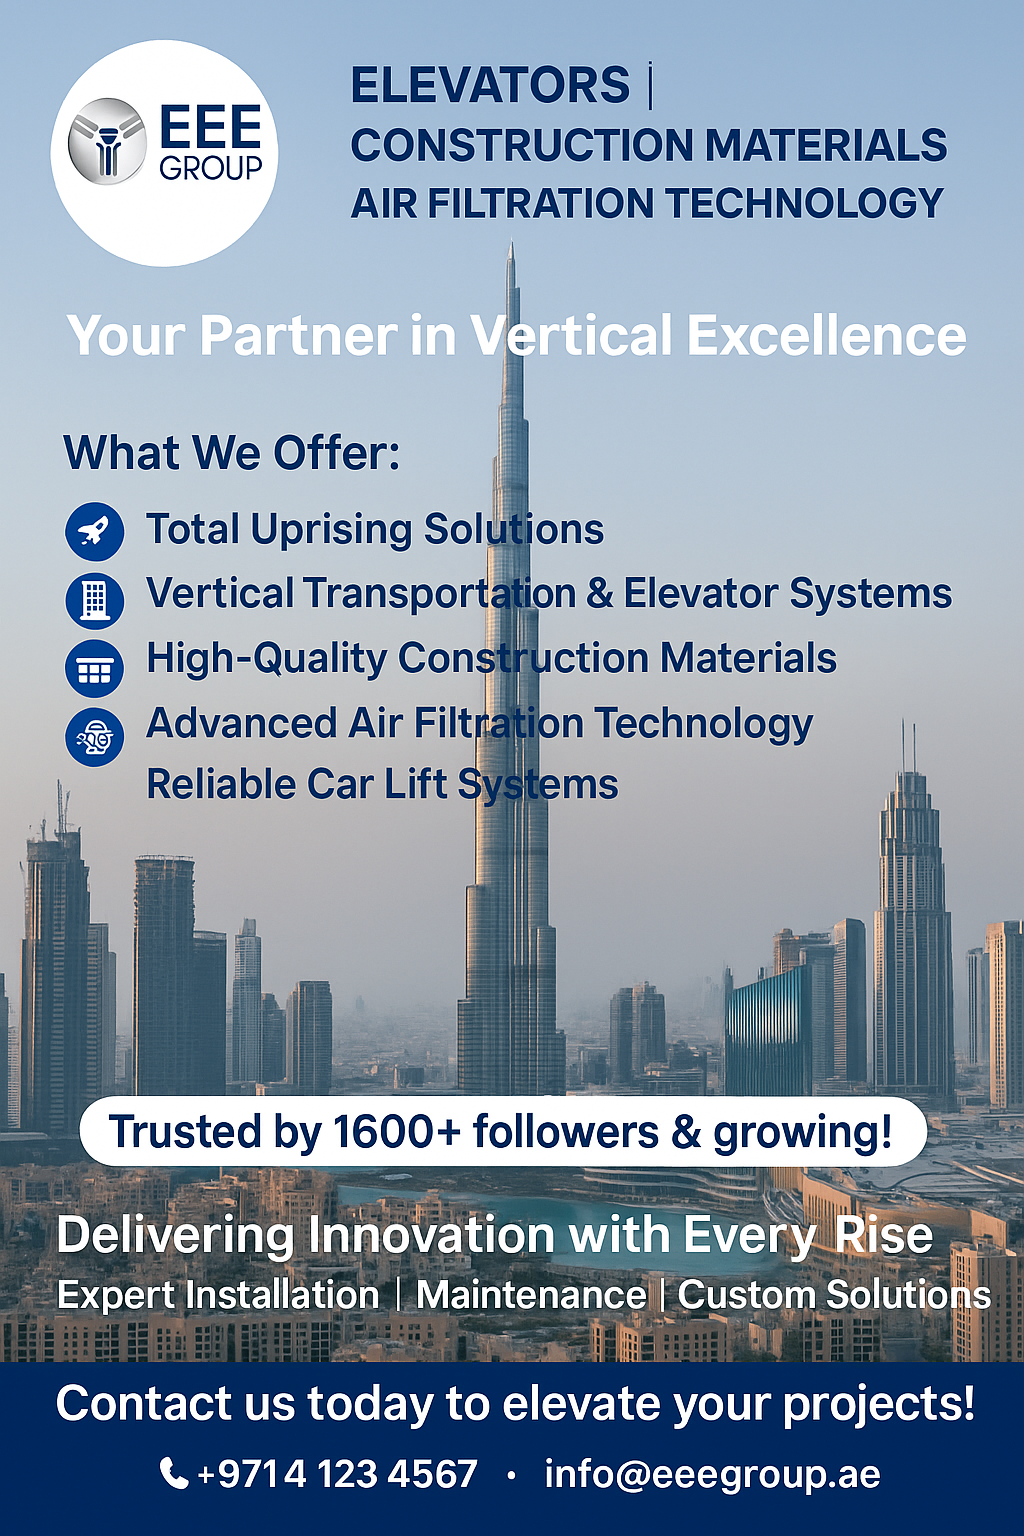 EEE
GROUP
ELEVATORS |
CONSTRUCTION MATERIALS
AIR FILTRATION TECHNOLOGY
Your Partner in Vertical Excellence
What We Offer:
Total Uprising Solutions
Vertical Transportation & Elevator Systems
High-Quality Construction Materials
Advanced Air Filtration Technology
Reliable Car Lift Systems
Trusted by 1600+ followers & growing!
Delivering Innovation with Every Rise
Expert Installation | Maintenance | Custom Solutions
Contact us today to elevate your projects!
+9714 123 4567 • info@eeegroup.ae